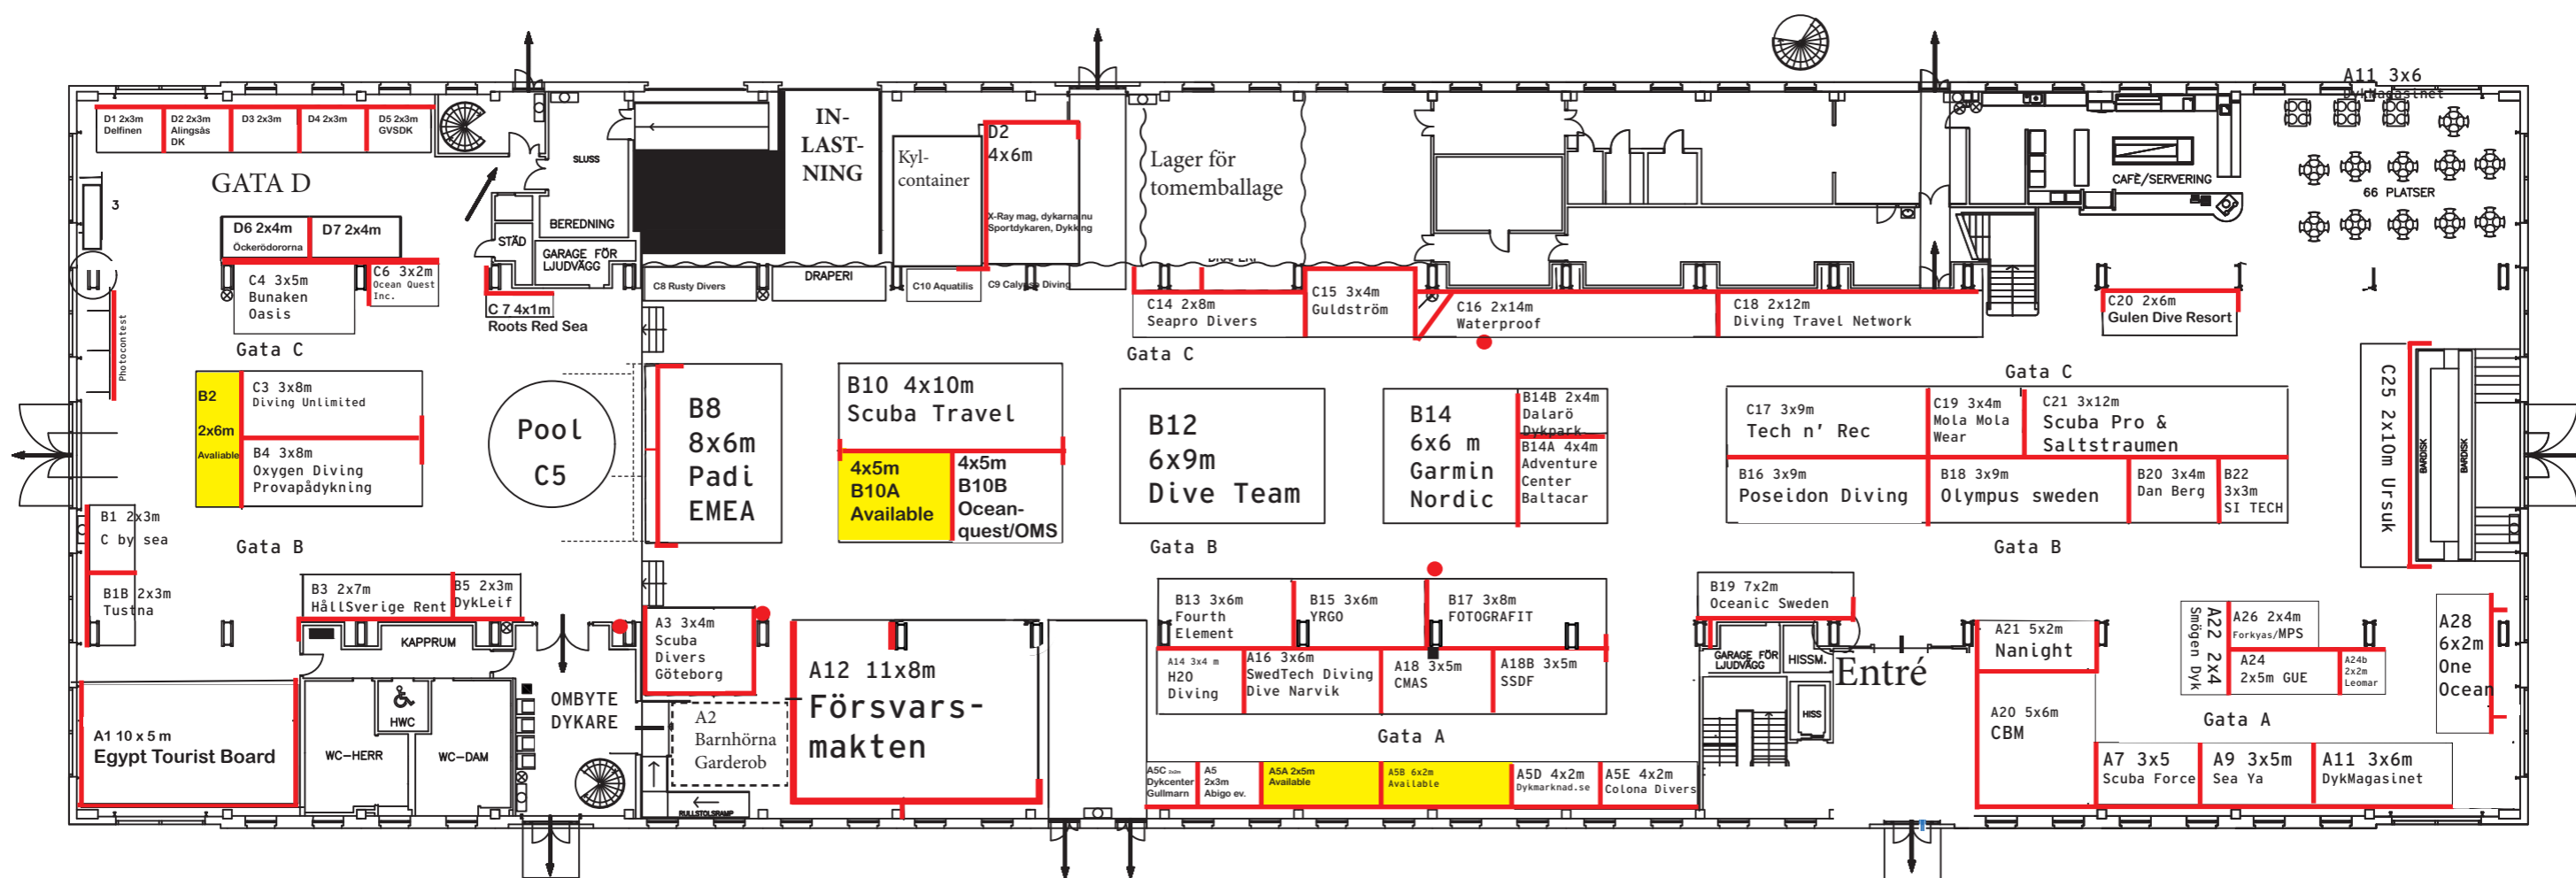 A11 3x6
DykMagasinet
D1 2x3m
Delfinen
D2 2x3m
Alingsås
DK
D3 2x3m
D4 2x3m
D5 2x3m
GVSDK
SLUSS
IN-
LAST-
NING
Kyl-
container
D2
4x6m
X-Ray mag, dykarna nu
Sportdykaren, Dykking
Lager för
tomemballage
CAFÈ/SERVERING
66 PLATSER
GATA D
3
BEREDNING
STÄD
GARAGE FÖR
LJUDVÄGG
D6 2x4m
Öckerödororna
D7 2x4m
C4 3x5m
Bunaken
Oasis
C6 3x2m
Ocean Quest
Inc.
C 7 4x1m
Roots Red Sea
C8 Rusty Divers
DRAPERI
C10 Aquatilis
C9 Calypso Diving
DRAPERI
C14 2x8m
Seapro Divers
C15 3x4m
Guldström
C16 2x14m
Waterproof
C18 2x12m
Diving Travel Network
C20 2x6m
Gulen Dive Resort
Photocontest
Gata C
Gata C
Gata C
B2
2x6m
Avaliable
C3 3x8m
Diving Unlimited
B4 3x8m
Oxygen Diving
Provapådykning
Pool
C5
B8
8x6m
Padi
EMEA
B10 4x10m
Scuba Travel
4x5m
B10A
Available
4x5m
B10B
Ocean-
quest/OMS
B12
6x9m
Dive Team
B14
6x6 m
Garmin
Nordic
B14B 2x4m
Dalarö
Dykpark
B14A 4x4m
Adventure
Center
Baltacar
C17 3x9m
Tech n' Rec
C19 3x4m
Mola Mola
Wear
C21 3x12m
Scuba Pro &
Saltstraumen
B16 3x9m
Poseidon Diving
B18 3x9m
Olympus sweden
B20 3x4m
Dan Berg
B22
3x3m
SI TECH
C25 2x10m Ursuk
BARDISK
BARDISK
B1 2x3m
C by sea
B1B 2x3m
Tustna
Gata B
Gata B
Gata B
B3 2x7m
HållSverige Rent
B5 2x3m
DykLeif
KAPPRUM
A3 3x4m
Scuba
Divers
Göteborg
A12 11x8m
Försvars-
makten
B13 3x6m
Fourth
Element
B15 3x6m
YRGO
B17 3x8m
FOTOGRAFIT
A14 3x4 m
H2O
Diving
A16 3x6m
SwedTech Diving
Dive Narvik
A18 3x5m
CMAS
A18B 3x5m
SSDF
B19 7x2m
Oceanic Sweden
GARAGE FÖR
LJUDVÄGG
HISSM.
HISS
Entré
A21 5x2m
Nanight
A20 5x6m
CBM
A22 2x4
Smögen Dyk
A26 2x4m
Forkyas/MPS
A24
2x5m GUE
A24b
2x2m
Leomar
A28
6x2m
One
Ocean
A1 10 x 5 m
Egypt Tourist Board
HWC
WC-HERR
WC-DAM
OMBYTE
DYKARE
A2
Barnhörna
Garderob
RULLSTOLSRAMP
Gata A
Gata A
A5C 2x2m
Dykcenter
Gullmarn
A5
2x3m
Abigo ev.
A5A 2x5m
Available
A5B 6x2m
Available
A5D 4x2m
Dykmarknad.se
A5E 4x2m
Colona Divers
A7 3x5
Scuba Force
A9 3x5m
Sea Ya
A11 3x6m
DykMagasinet